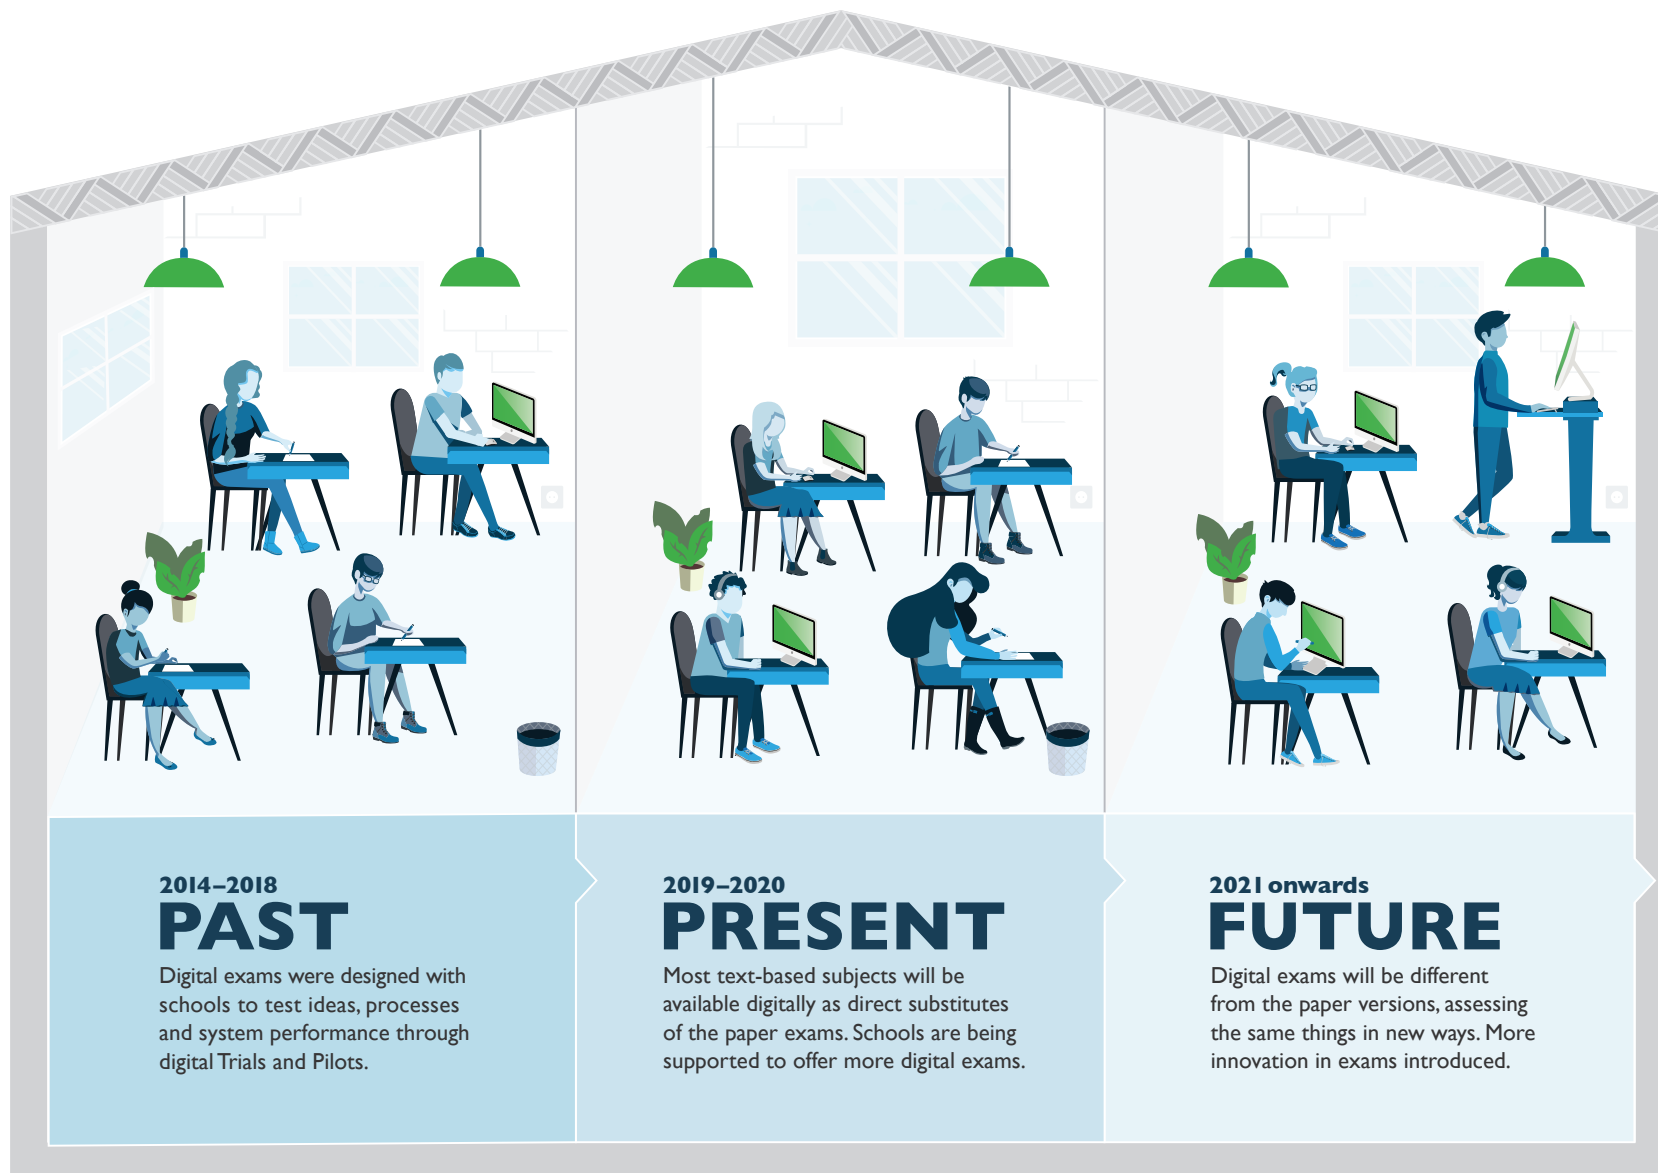 2014–2018
PAST
Digital exams were designed with
schools to test ideas, processes
and system performance through
digital Trials and Pilots.
2019–2020
PRESENT
Most text-based subjects will be
available digitally as direct substitutes
of the paper exams. Schools are being
supported to offer more digital exams.
2021 onwards
FUTURE
Digital exams will be different
from the paper versions, assessing
the same things in new ways. More
innovation in exams introduced.